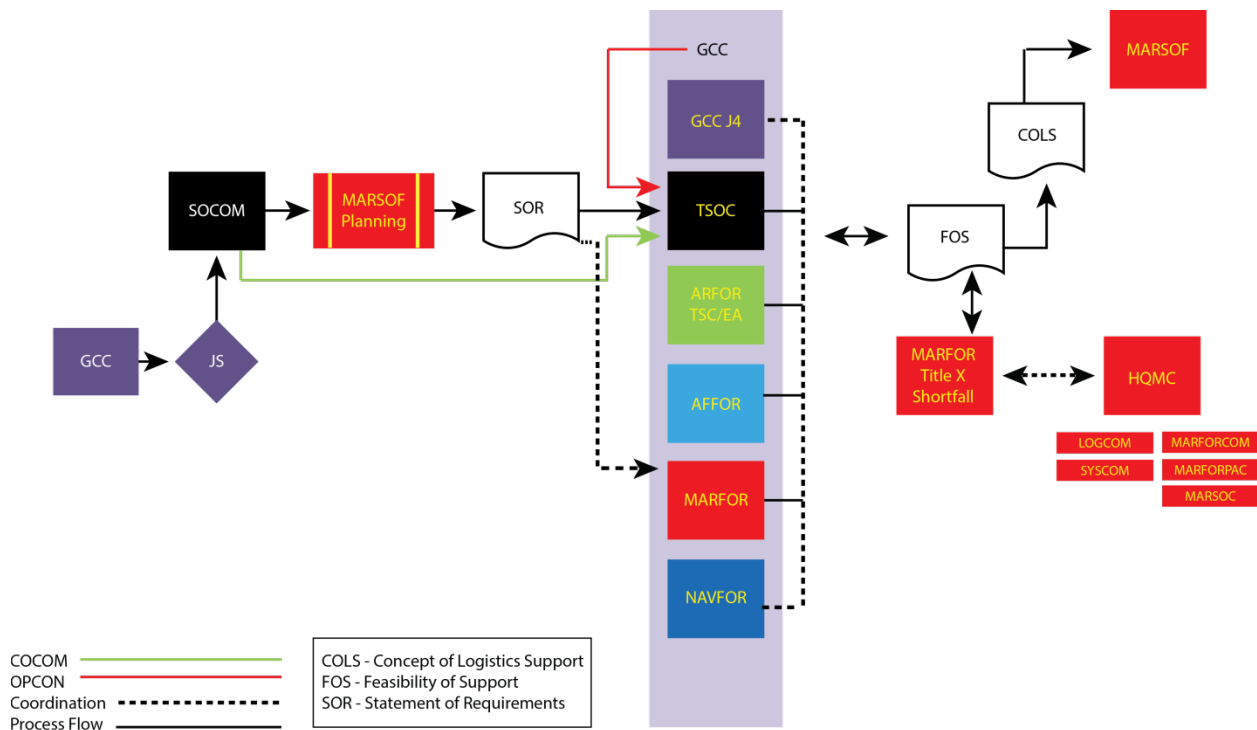 GCC
JS
SOCOM
MARSOF
Planning
SOR
GCC
GCC J4
TSOC
ARFOR
TSC/EA
AFFOR
MARFOR
NAVFOR
FOS
COLS
MARSOF
MARFOR
Title X
Shortfall
HQMC
LOGCOM
MARFORCOM
SYSCOM
MARFORPAC
MARSOC
COCOM
OPCON
Coordination
Process Flow
COLS - Concept of Logistics Support
FOS - Feasibility of Support
SOR - Statement of Requirements